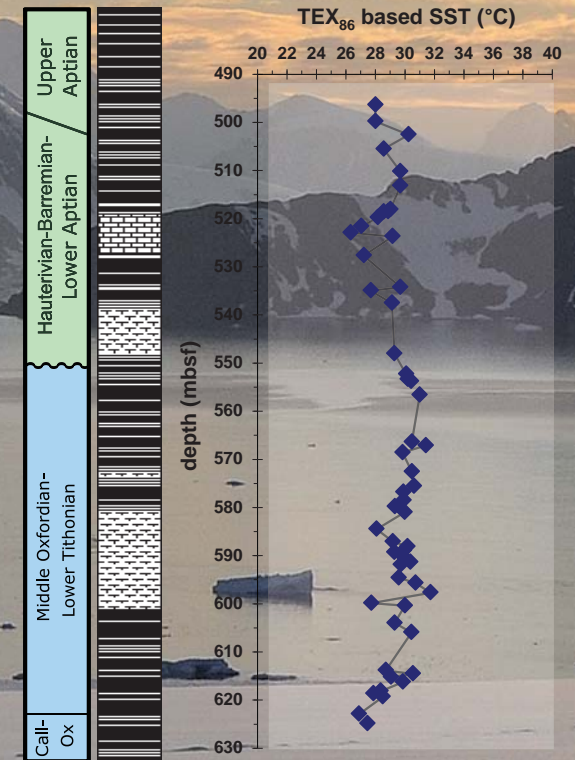 TEX86 based SST (°C)
20 22 24 26 28 30 32 34 36 38 40
Upper
Aptian
Hauterivian-Barremian-
Lower Aptian
Middle Oxfordian-
Lower Tithonian
Call-
Ox
depth (mbsf)
490
500
510
520
530
540
550
560
570
580
590
600
610
620
630